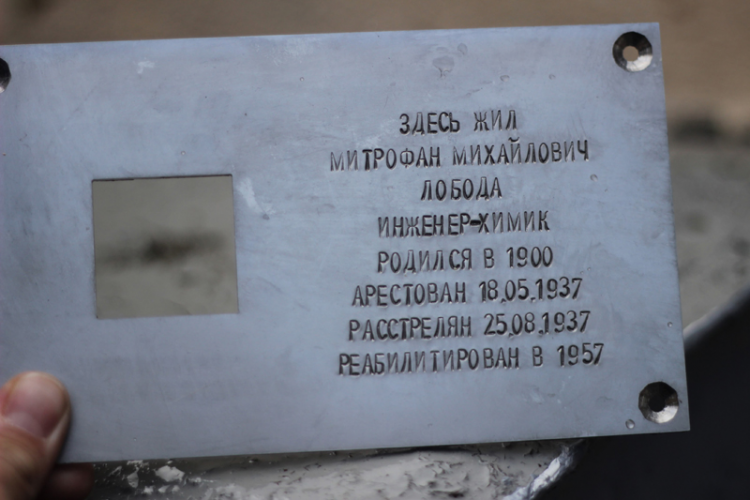 ЗДЕСЬ ЖИЛ
МИТРОФАН МИХАЙЛОВИЧ
ЛОБОДА
ИНЖЕНЕР-ХИМИК
РОДИЛСЯ В 1900
АРЕСТОВАН 18.05.1937
РАССТРЕЛЯН 25.08.1937
РЕАБИЛИТИРОВАН В 1957